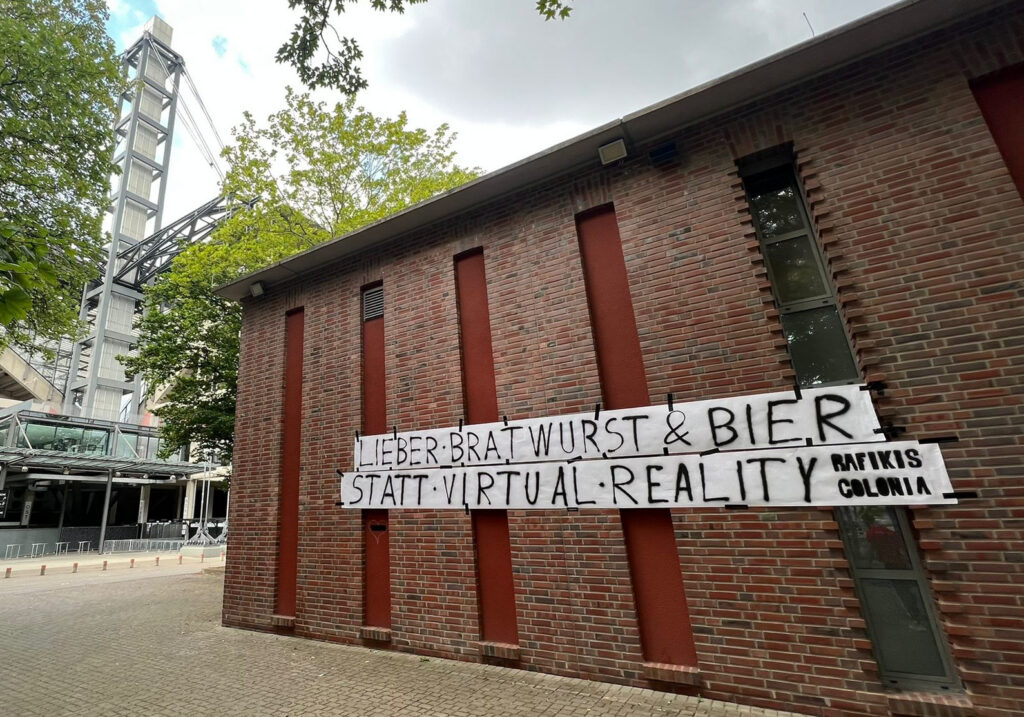 LIEBER·BRATWURST & BIER
STATT·VIRTUAL·REALITY
RAFIKIS
COLONIA